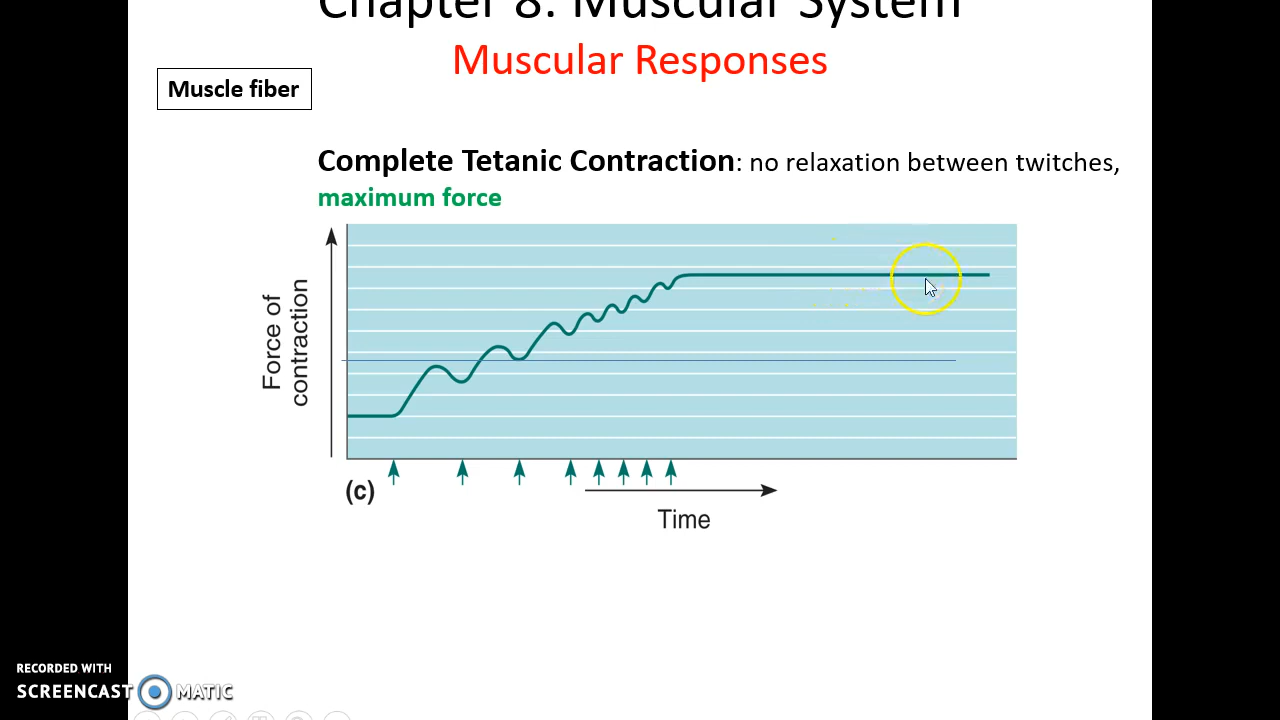 Chapter 8: Muscular System
Muscular Responses
Muscle fiber
Complete Tetanic Contraction: no relaxation between twitches,
maximum force
Force of
contraction
(c)
Time
RECORDED WITH
SCREENCAST MATIC